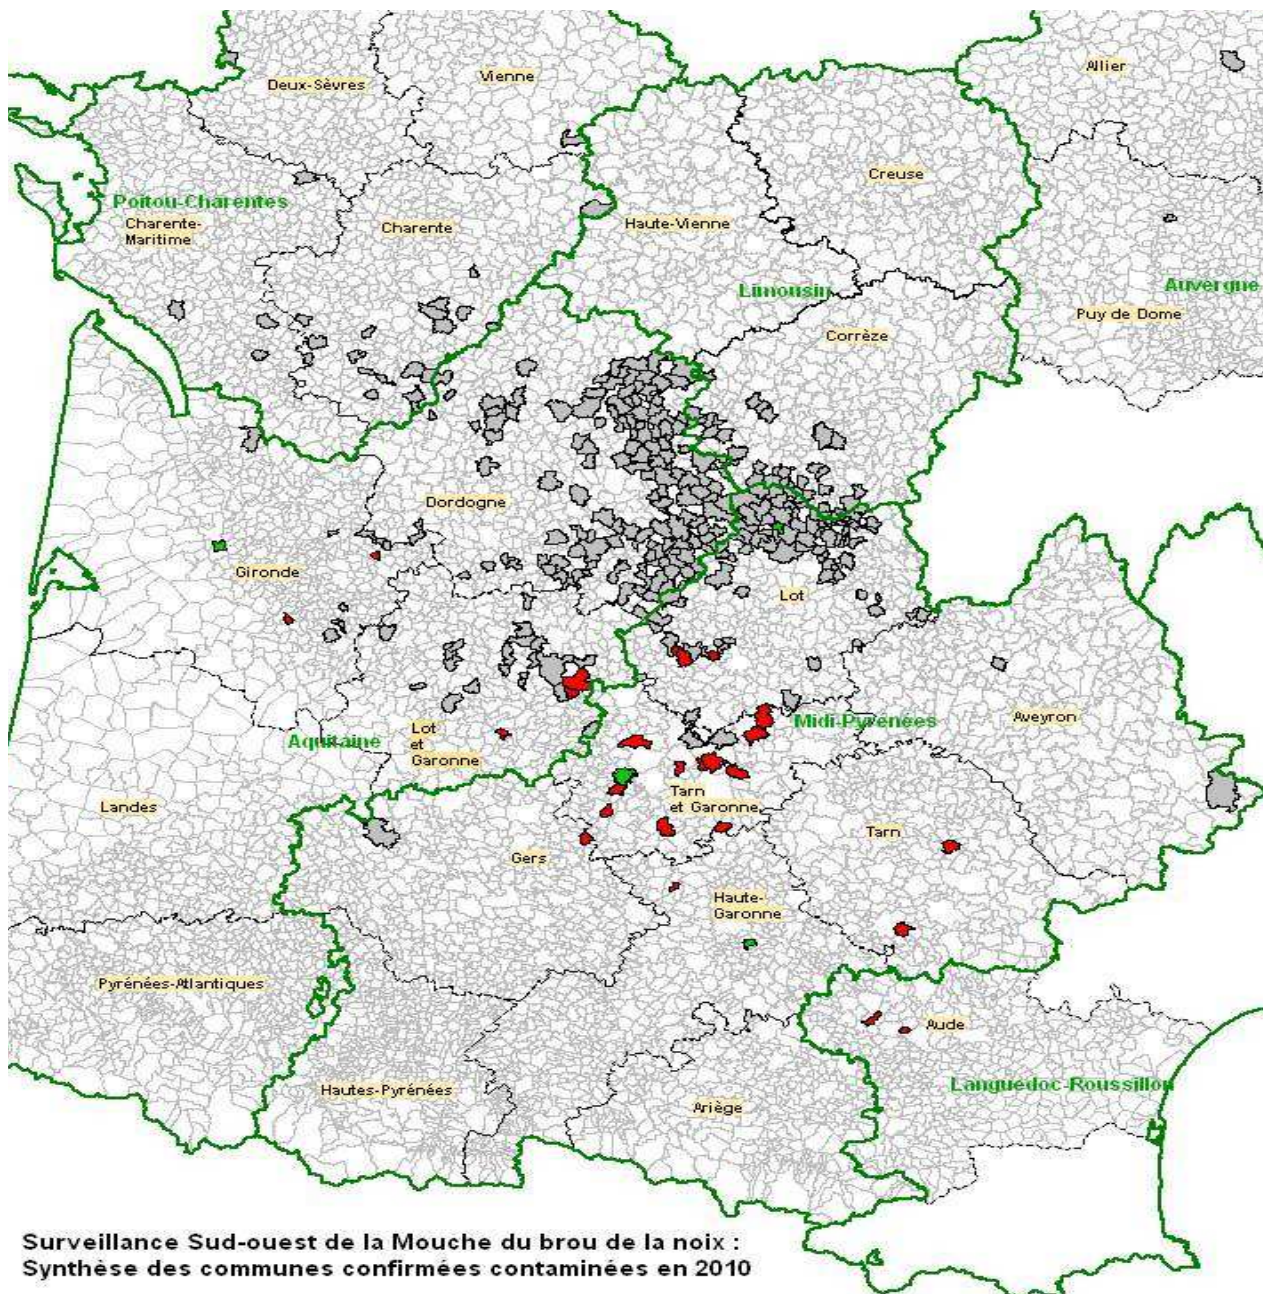 Allier
Vienne
Deux-Sèvres
Creuse
Poitou-Charentes
Charente-
Maritime
Charente
Haute-Vienne
Limousin
Auvergne
Puy de Dome
Corrèze
Dordogne
Gironde
Lot
Aveyron
Midi-Pyrénées
Aquitaine
Lot
et
Garonne
Tarn
et Garonne
Landes
Tarn
Gers
Haute-
Garonne
Pyrénées-Atlantiques
Aude
Languedoc-Roussillon
Hautes-Pyrénées
Ariège
Surveillance Sud-ouest de la Mouche du brou de la noix :
Synthèse des communes confirmées contaminées en 2010